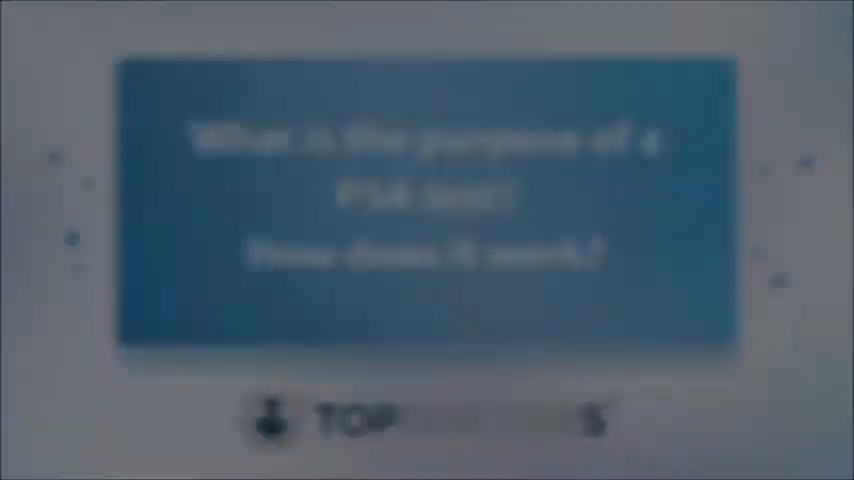 What is the purpose of a
PSA test?
How does it work?
TOP
S